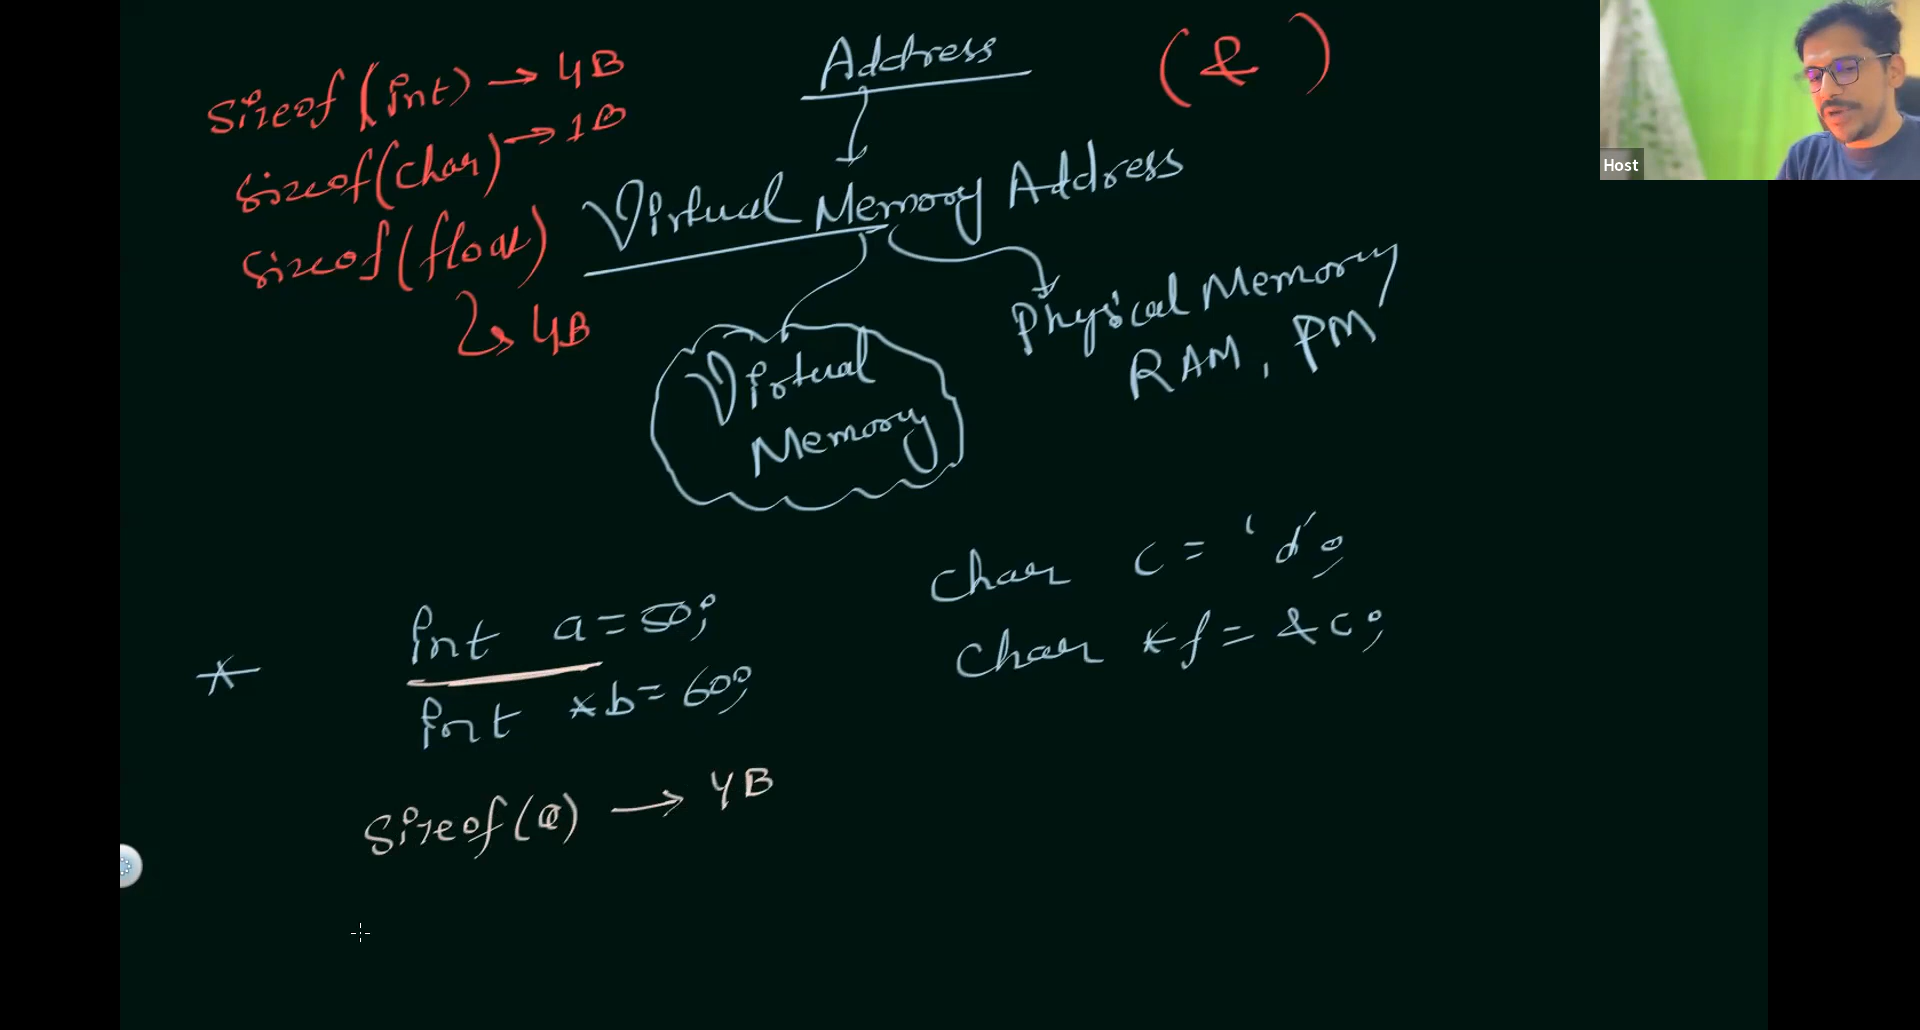 Address (&)
sizeof(int) → 4B
sizeof(char) → 1B
sizeof(float)
↳ 4B
Virtual Memory Address
Virtual
Memory
Physical Memory
RAM, PM
Host
* int a = 50;
int *b = 60;
sizeof(a) → 4B
char c = 'd';
char *f = &c;